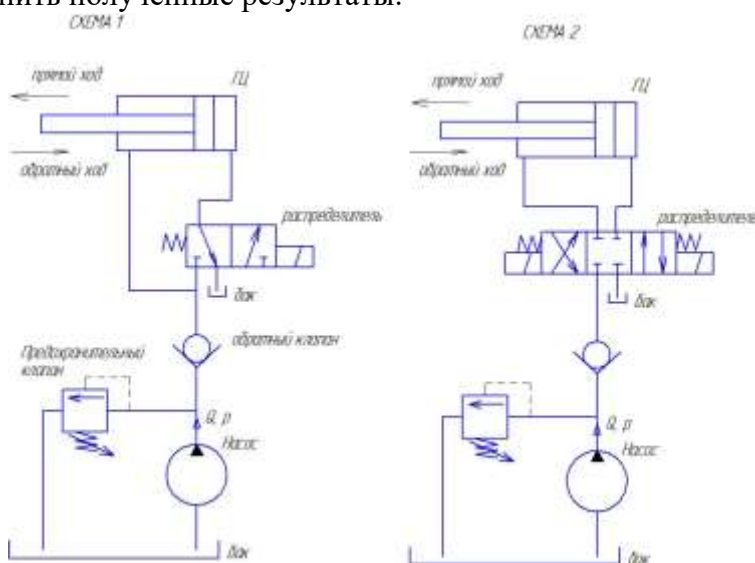 нить полученные результаты.
СХЕМА 1
прямой ход
ГЦ
обратный ход
распределитель
бак
обратный клапан
Предохранительный
клапан
Q, p
Насос
бак
СХЕМА 2
прямой ход
ГЦ
обратный ход
распределитель
бак
Q, p
Насос
бак